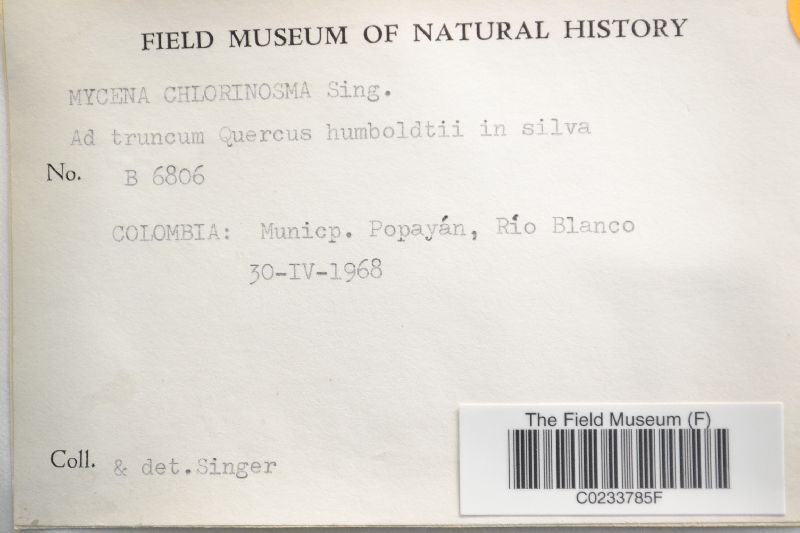 FIELD MUSEUM OF NATURAL HISTORY
MYCENA CHLORINOSMA Sing.
Ad truncum Quercus humboldtii in silva
No. B 6806
COLOMBIA: Municp. Popayán, Río Blanco
30-IV-1968
Coll. & det.Singer
The Field Museum (F)
C0233785F